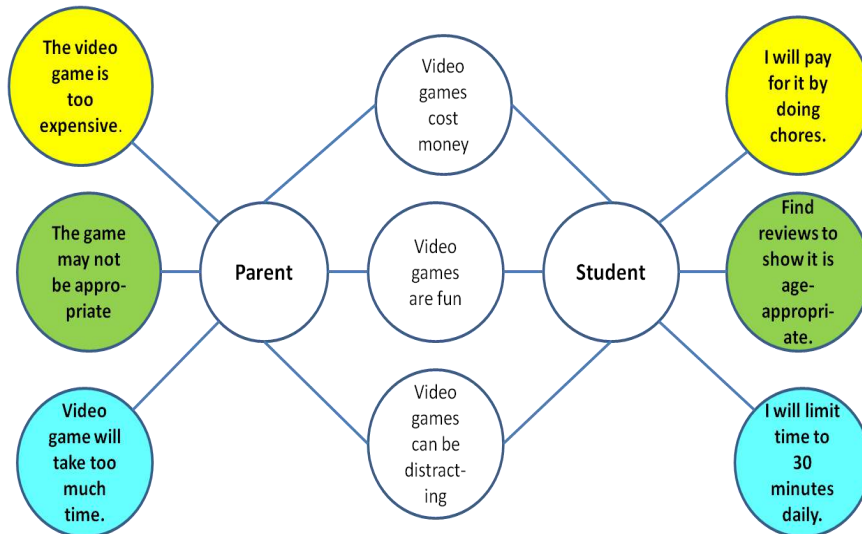 The video
game is
too
expensive.
The game
may not
be appro-
priate
Video
game will
take too
much
time.
Parent
Video
games
cost
money
Video
games
are fun
Video
games
can be
distract-
ing
Student
I will pay
for it by
doing
chores.
Find
reviews to
show it is
age-
appropri-
ate.
I will limit
time to
30
minutes
daily.